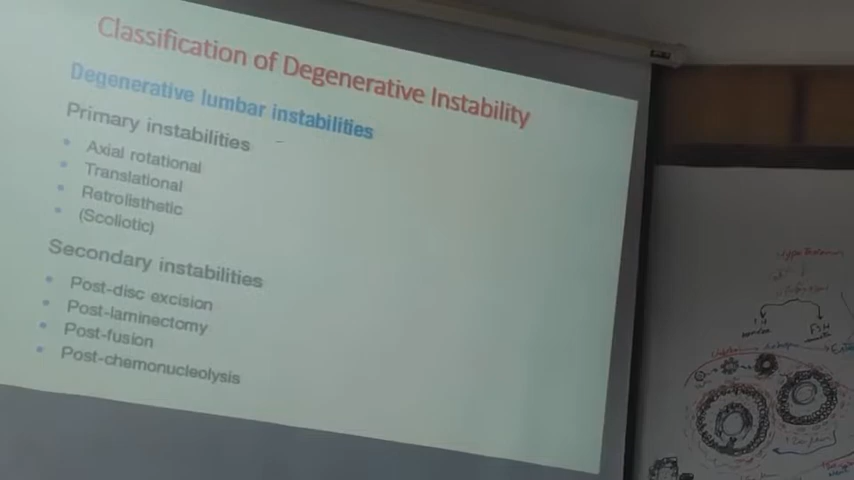 Classification of Degenerative Instability
Degenerative lumbar instabilities
Primary instabilities
• Axial rotational
• Translational
• Retrolisthetic
• (Scoliotic)
Secondary instabilities
• Post-disc excision
• Post-laminectomy
• Post-fusion
• Post-chemonucleolysis
FSH